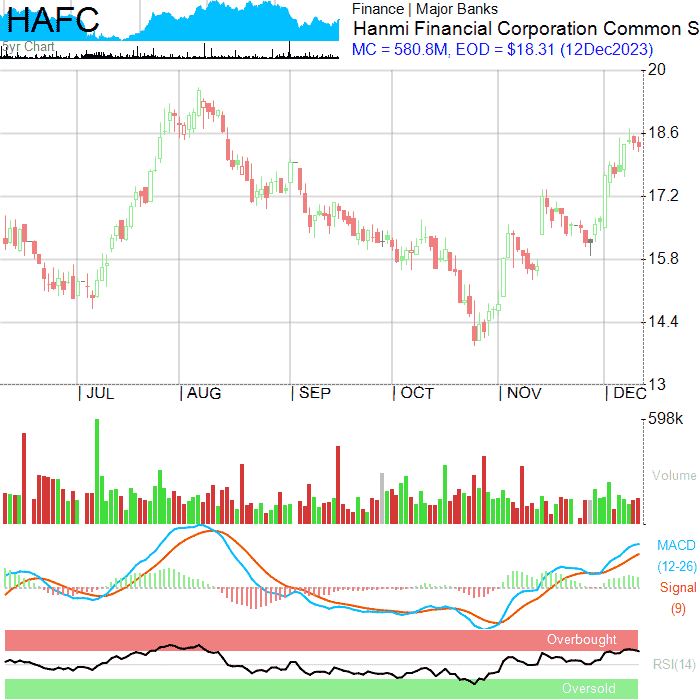 HAFC
5yr Chart
Finance | Major Banks
Hanmi Financial Corporation Common S
MC = 580.8M, EOD = $18.31 (12Dec2023)
20
18.6
17.2
15.8
14.4
13
| JUL | AUG | SEP | OCT | NOV | DEC
598k
Volume
MACD
(12-26)
Signal
(9)
Overbought
RSI(14)
Oversold